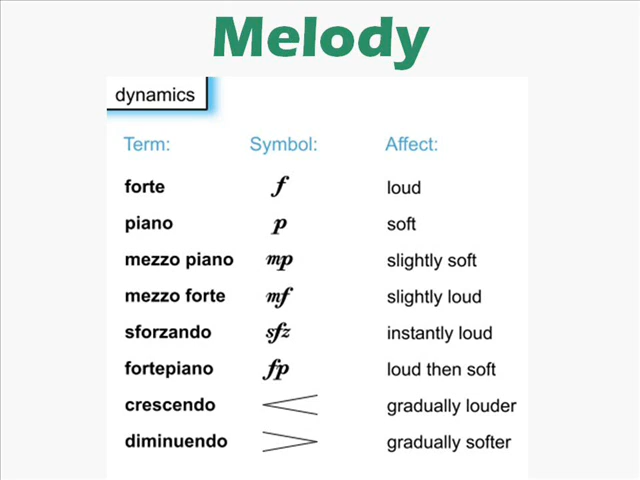 Melody
dynamics
Term: Symbol: Affect:
forte f loud
piano p soft
mezzo piano mp slightly soft
mezzo forte mf slightly loud
sforzando sfz instantly loud
fortepiano fp loud then soft
crescendo gradually louder
diminuendo gradually softer